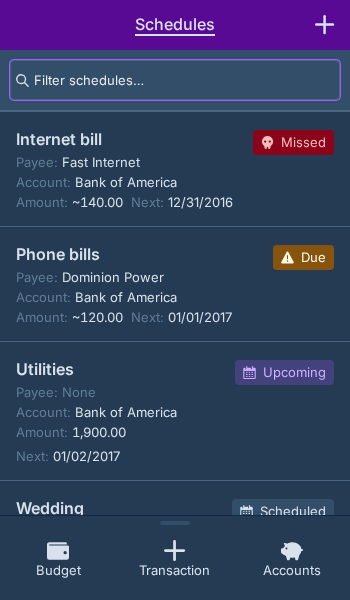 Schedules
Filter schedules…
Internet bill
Missed
Payee: Fast Internet
Account: Bank of America
Amount: ~140.00 Next: 12/31/2016
Phone bills
Due
Payee: Dominion Power
Account: Bank of America
Amount: ~120.00 Next: 01/01/2017
Utilities
Upcoming
Payee: None
Account: Bank of America
Amount: 1,900.00
Next: 01/02/2017
Wedding
Scheduled
Budget
Transaction
Accounts